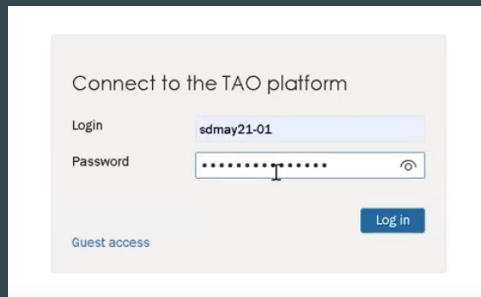 Connect to the TAO platform
Login
sdmay21-01
Password
•••••••••••••••
Log in
Guest access